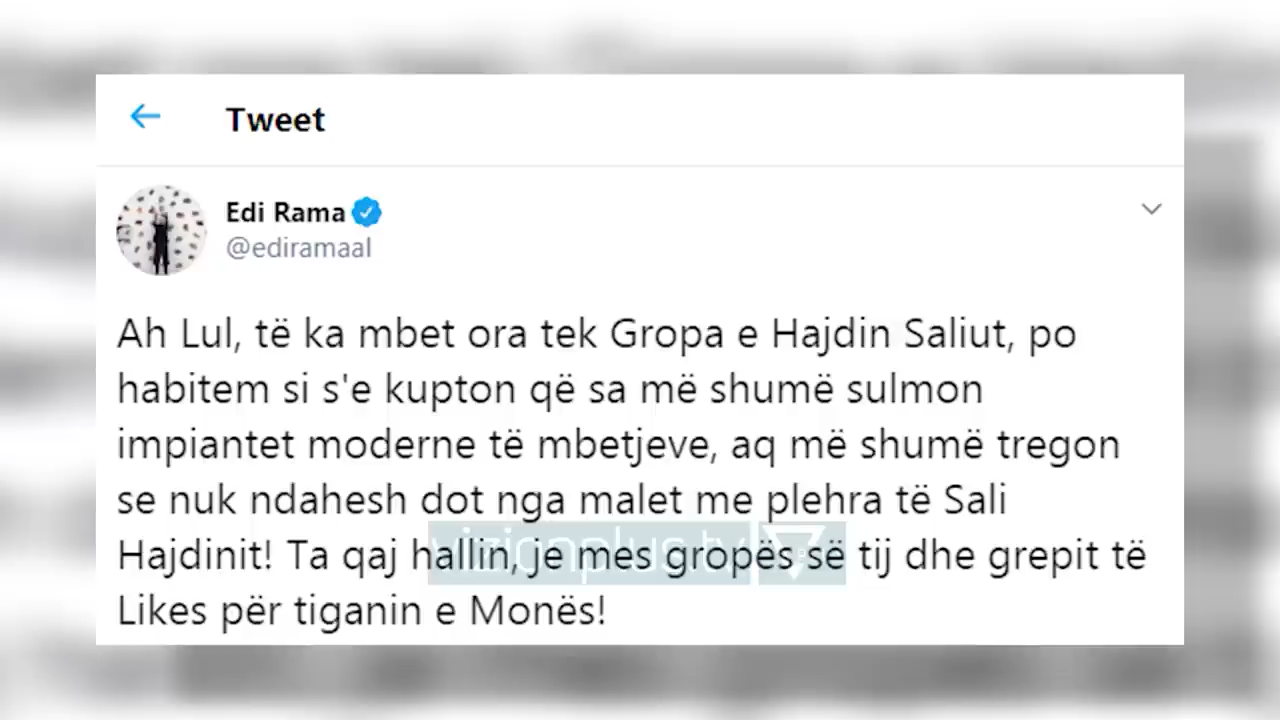 Tweet
Edi Rama
@ediramaal
Ah Lul, të ka mbet ora tek Gropa e Hajdin Saliut, po
habitem si s'e kupton që sa më shumë sulmon
impiantet moderne të mbetjeve, aq më shumë tregon
se nuk ndahesh dot nga malet me plehra të Sali
Hajdinit! Ta qaj hallin, je mes gropës së tij dhe grepit të
Likes për tiganin e Monës!
vizionplus.tv